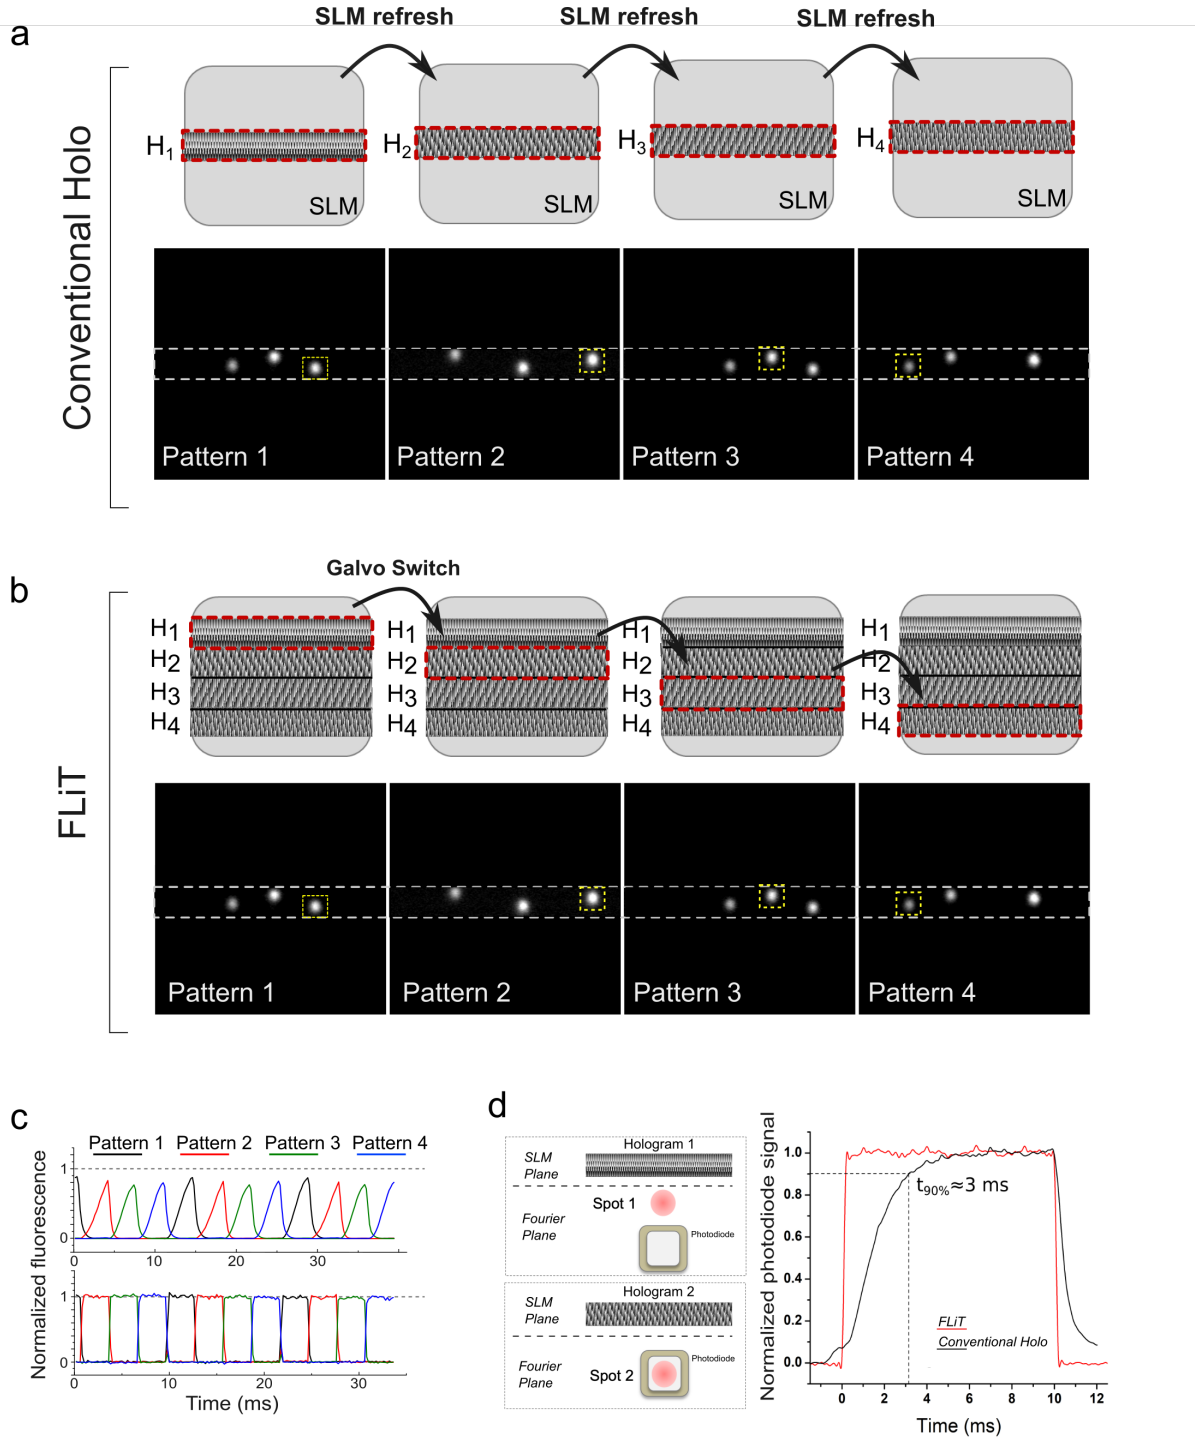 a
SLM refresh SLM refresh SLM refresh
Conventional Holo
H1 H2 H3 H4
SLM SLM SLM SLM
Pattern 1 Pattern 2 Pattern 3 Pattern 4
b
Galvo Switch
FLiT
H1 H1 H1 H1
H2 H2 H2 H2
H3 H3 H3 H3
H4 H4 H4 H4
Pattern 1 Pattern 2 Pattern 3 Pattern 4
c
Pattern 1 Pattern 2 Pattern 3 Pattern 4
Normalized fluorescence
1
0
0 10 20 30
1
0
0 10 20 30
Time (ms)
d
Hologram 1
SLM
Plane
Spot 1
Fourier
Plane
Photodiode
Hologram 2
SLM
Plane
Fourier
Plane
Spot 2
Photodiode
Normalized photodiode signal
1.0
0.8
0.6
0.4
0.2
0.0
t90%≈3 ms
FLiT
Conventional Holo
0 2 4 6 8 10 12
Time (ms)